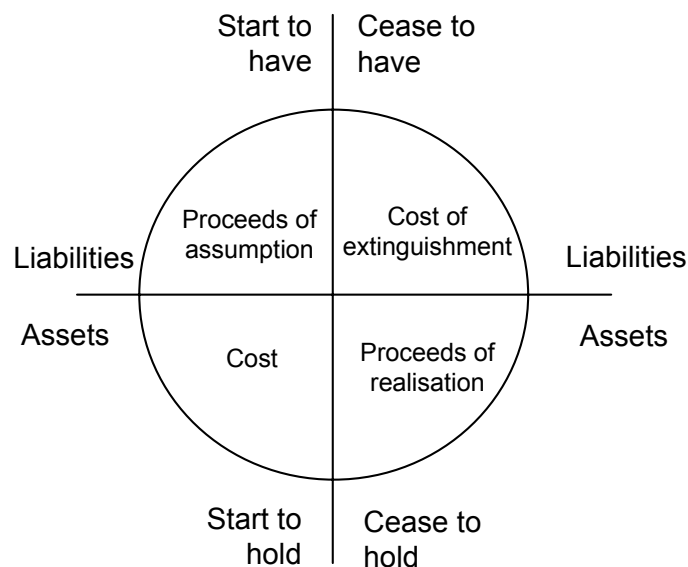 Start to
have
Cease to
have
Proceeds of
assumption
Cost of
extinguishment
Liabilities
Liabilities
Assets
Assets
Cost
Proceeds of
realisation
Start to
hold
Cease to
hold